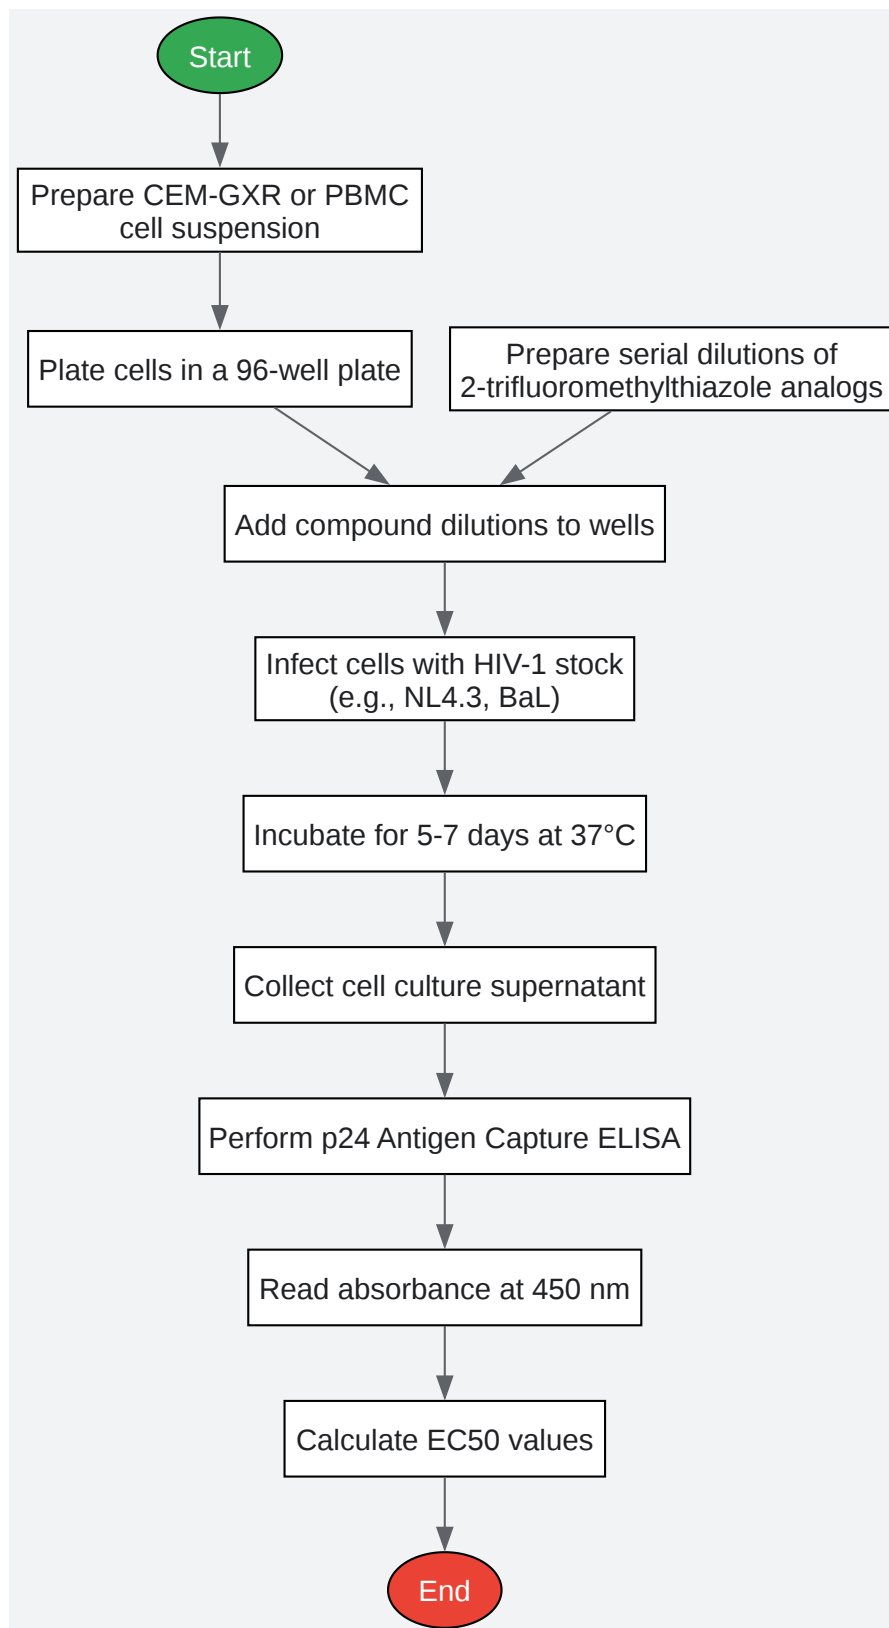 Start
Prepare CEM-GXR or PBMC
cell suspension
Plate cells in a 96-well plate
Prepare serial dilutions of
2-trifluoromethylthiazole analogs
Add compound dilutions to wells
Infect cells with HIV-1 stock
(e.g., NL4.3, BaL)
Incubate for 5-7 days at 37°C
Collect cell culture supernatant
Perform p24 Antigen Capture ELISA
Read absorbance at 450 nm
Calculate EC50 values
End